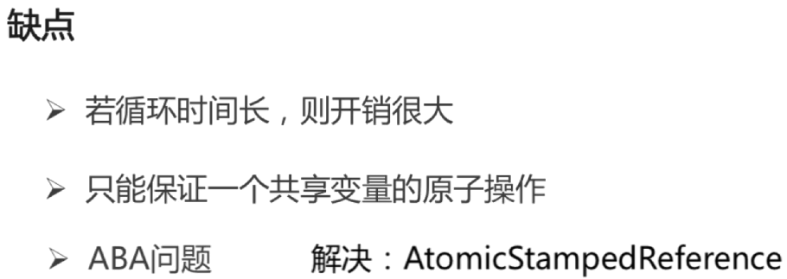 缺点
➢ 若循环时间长，则开销很大
➢ 只能保证一个共享变量的原子操作
➢ ABA问题 解决：AtomicStampedReference